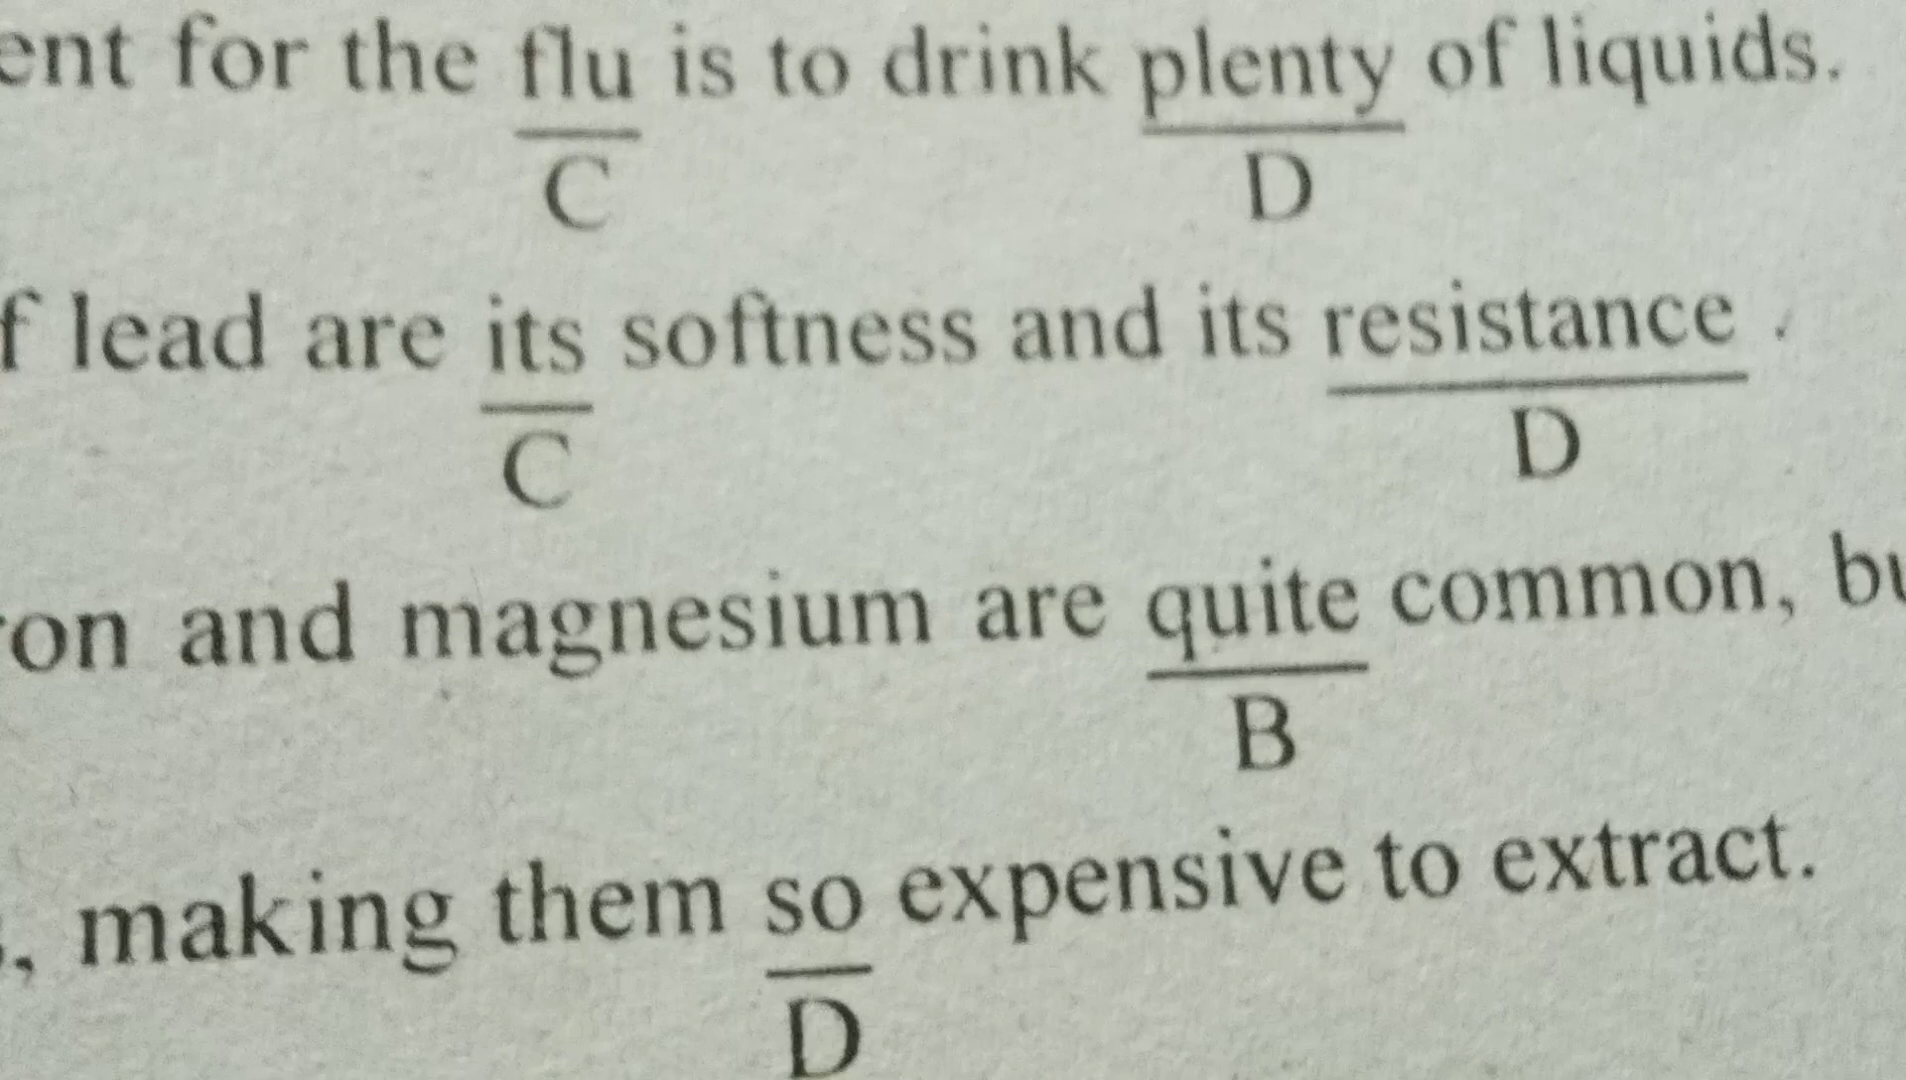 ent for the flu is to drink plenty of liquids.
C D
f lead are its softness and its resistance .
C D
on and magnesium are quite common, bu
B
, making them so expensive to extract.
D